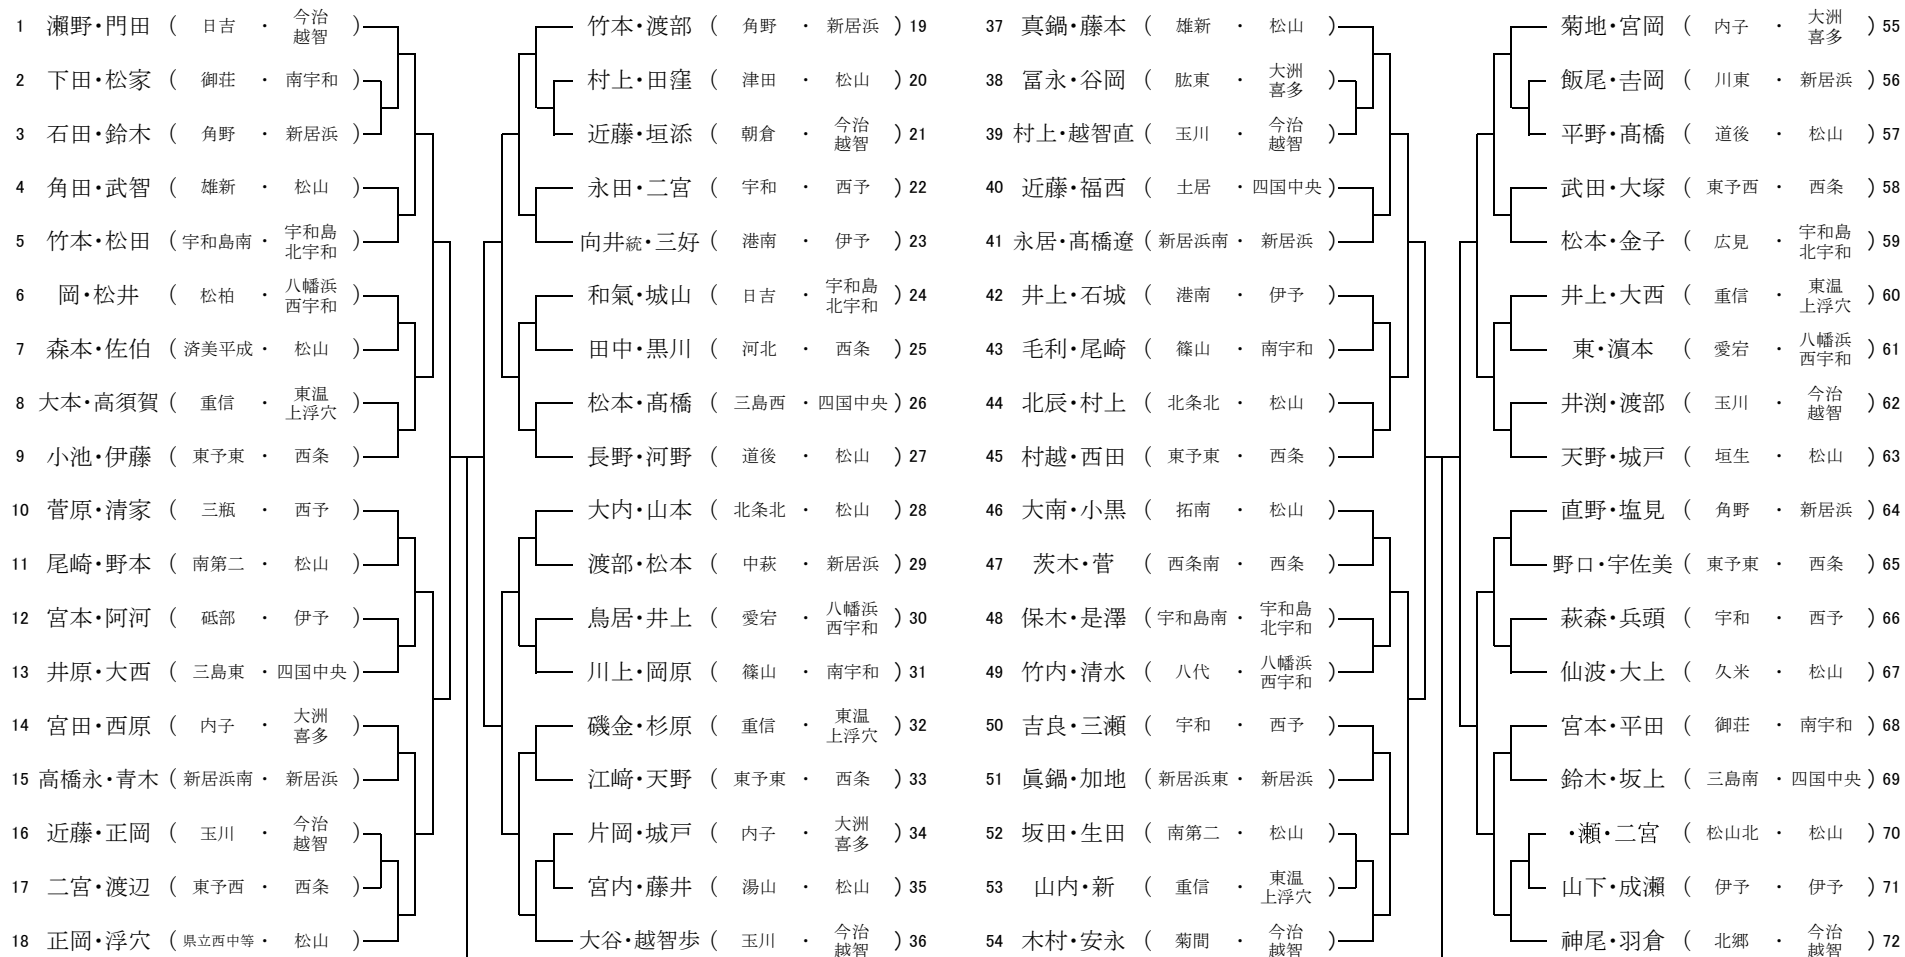 1 瀨野・門田 ( 日吉 ・ 今治越智 )
2 下田・松家 ( 御荘 ・ 南宇和 )
3 石田・鈴木 ( 角野 ・ 新居浜 )
4 角田・武智 ( 雄新 ・ 松山 )
5 竹本・松田 ( 宇和島南 ・ 宇和島北宇和 )
6 岡・松井 ( 松柏 ・ 八幡浜西宇和 )
7 森本・佐伯 ( 済美平成 ・ 松山 )
8 大本・高須賀 ( 重信 ・ 東温上浮穴 )
9 小池・伊藤 ( 東予東 ・ 西条 )
10 菅原・清家 ( 三瓶 ・ 西予 )
11 尾崎・野本 ( 南第二 ・ 松山 )
12 宮本・阿河 ( 砥部 ・ 伊予 )
13 井原・大西 ( 三島東 ・ 四国中央 )
14 宮田・西原 ( 内子 ・ 大洲喜多 )
15 高橋永・青木 ( 新居浜南 ・ 新居浜 )
16 近藤・正岡 ( 玉川 ・ 今治越智 )
17 二宮・渡辺 ( 東予西 ・ 西条 )
18 正岡・浮穴 ( 県立西中等 ・ 松山 )
竹本・渡部 ( 角野 ・ 新居浜 ) 19
村上・田窪 ( 津田 ・ 松山 ) 20
近藤・垣添 ( 朝倉 ・ 今治越智 ) 21
永田・二宮 ( 宇和 ・ 西予 ) 22
向井統・三好 ( 港南 ・ 伊予 ) 23
和氣・城山 ( 日吉 ・ 宇和島北宇和 ) 24
田中・黒川 ( 河北 ・ 西条 ) 25
松本・髙橋 ( 三島西 ・ 四国中央 ) 26
長野・河野 ( 道後 ・ 松山 ) 27
大内・山本 ( 北条北 ・ 松山 ) 28
渡部・松本 ( 中萩 ・ 新居浜 ) 29
鳥居・井上 ( 愛宕 ・ 八幡浜西宇和 ) 30
川上・岡原 ( 篠山 ・ 南宇和 ) 31
磯金・杉原 ( 重信 ・ 東温上浮穴 ) 32
江﨑・天野 ( 東予東 ・ 西条 ) 33
片岡・城戸 ( 内子 ・ 大洲喜多 ) 34
宮内・藤井 ( 湯山 ・ 松山 ) 35
大谷・越智歩 ( 玉川 ・ 今治越智 ) 36
37 真鍋・藤本 ( 雄新 ・ 松山 )
38 冨永・谷岡 ( 肱東 ・ 大洲喜多 )
39 村上・越智直 ( 玉川 ・ 今治越智 )
40 近藤・福西 ( 土居 ・ 四国中央 )
41 永居・髙橋遼 ( 新居浜南 ・ 新居浜 )
42 井上・石城 ( 港南 ・ 伊予 )
43 毛利・尾崎 ( 篠山 ・ 南宇和 )
44 北辰・村上 ( 北条北 ・ 松山 )
45 村越・西田 ( 東予東 ・ 西条 )
46 大南・小黒 ( 拓南 ・ 松山 )
47 茨木・菅 ( 西条南 ・ 西条 )
48 保木・是澤 ( 宇和島南 ・ 宇和島北宇和 )
49 竹内・清水 ( 八代 ・ 八幡浜西宇和 )
50 吉良・三瀬 ( 宇和 ・ 西予 )
51 眞鍋・加地 ( 新居浜東 ・ 新居浜 )
52 坂田・生田 ( 南第二 ・ 松山 )
53 山内・新 ( 重信 ・ 東温上浮穴 )
54 木村・安永 ( 菊間 ・ 今治越智 )
菊地・宮岡 ( 内子 ・ 大洲喜多 ) 55
飯尾・𠮷岡 ( 川東 ・ 新居浜 ) 56
平野・髙橋 ( 道後 ・ 松山 ) 57
武田・大塚 ( 東予西 ・ 西条 ) 58
松本・金子 ( 広見 ・ 宇和島北宇和 ) 59
井上・大西 ( 重信 ・ 東温上浮穴 ) 60
東・濵本 ( 愛宕 ・ 八幡浜西宇和 ) 61
井渕・渡部 ( 玉川 ・ 今治越智 ) 62
天野・城戸 ( 垣生 ・ 松山 ) 63
直野・塩見 ( 角野 ・ 新居浜 ) 64
野口・宇佐美 ( 東予東 ・ 西条 ) 65
萩森・兵頭 ( 宇和 ・ 西予 ) 66
仙波・大上 ( 久米 ・ 松山 ) 67
宮本・平田 ( 御荘 ・ 南宇和 ) 68
鈴木・坂上 ( 三島南 ・ 四国中央 ) 69
・瀬・二宮 ( 松山北 ・ 松山 ) 70
山下・成瀬 ( 伊予 ・ 伊予 ) 71
神尾・羽倉 ( 北郷 ・ 今治越智 ) 72